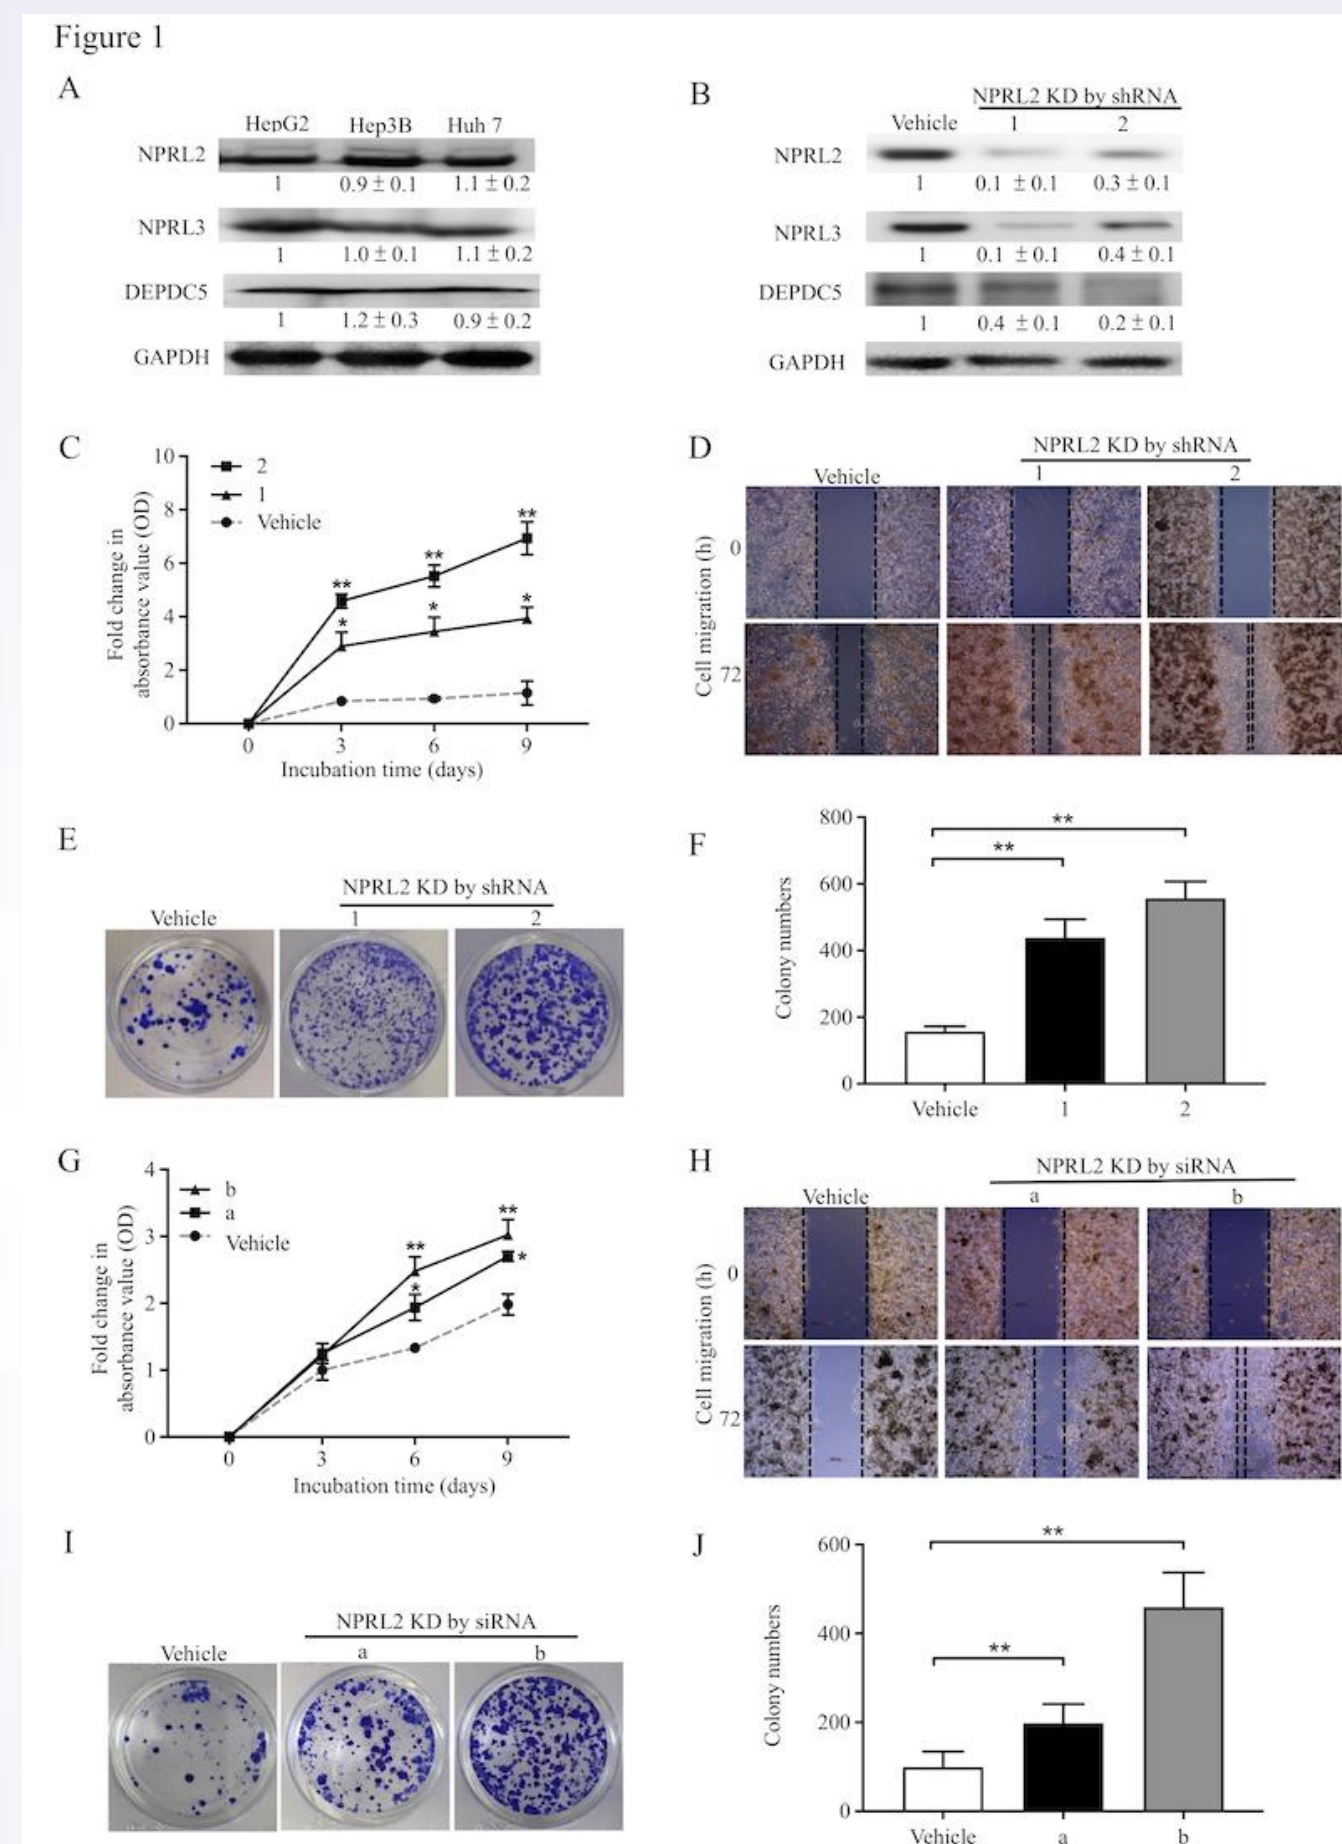 Figure 1
A
HepG2 Hep3B Huh 7
NPRL2
1 0.9 ± 0.1 1.1 ± 0.2
NPRL3
1 1.0 ± 0.1 1.1 ± 0.2
DEPDC5
1 1.2 ± 0.3 0.9 ± 0.2
GAPDH
B
NPRL2 KD by shRNA
Vehicle 1 2
NPRL2
1 0.1 ± 0.1 0.3 ± 0.1
NPRL3
1 0.1 ± 0.1 0.4 ± 0.1
DEPDC5
1 0.4 ± 0.1 0.2 ± 0.1
GAPDH
C
Fold change in
absorbance value (OD)
10
8
6
4
2
0
2
1
Vehicle
** ** **
* * *
0 3 6 9
Incubation time (days)
D
NPRL2 KD by shRNA
Vehicle 1 2
Cell migration (h)
0
72
E
NPRL2 KD by shRNA
Vehicle 1 2
F
Colony numbers
800
600
400
200
0
**
**
Vehicle 1 2
G
Fold change in
absorbance value (OD)
4
3
2
1
0
b
a
Vehicle
** **
* *
0 3 6 9
Incubation time (days)
H
NPRL2 KD by siRNA
Vehicle a b
Cell migration (h)
0
72
I
NPRL2 KD by siRNA
Vehicle a b
J
Colony numbers
600
400
200
0
**
**
Vehicle a b